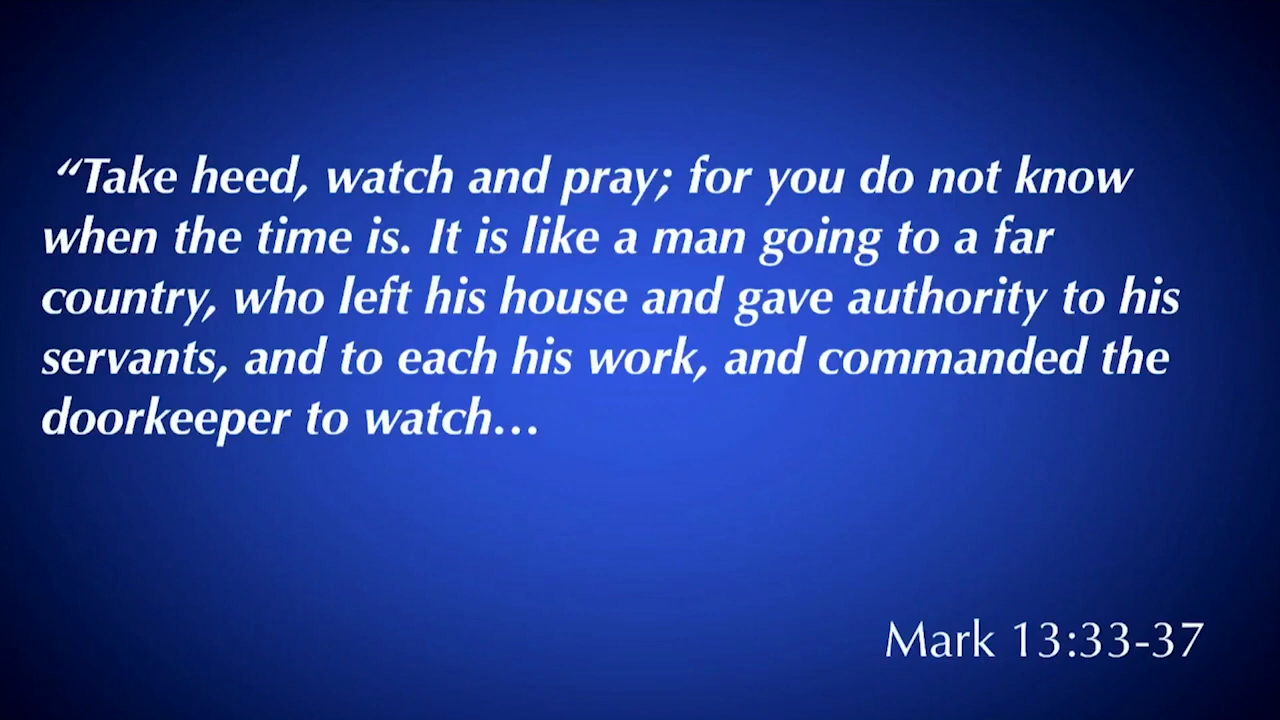 “Take heed, watch and pray; for you do not know
when the time is. It is like a man going to a far
country, who left his house and gave authority to his
servants, and to each his work, and commanded the
doorkeeper to watch…
Mark 13:33-37